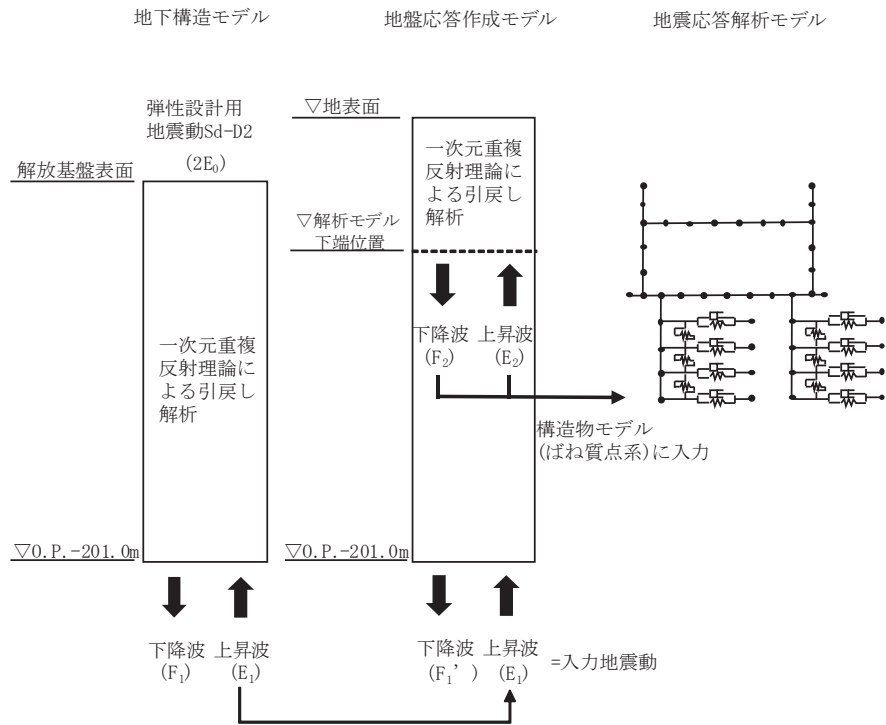 地下構造モデル
地盤応答作成モデル
地震応答解析モデル
弾性設計用
地震動Sd-D2
(2E₀)
解放基盤表面
一次元重複
反射理論に
よる引戻し
解析
▽O.P.-201.0m
下降波 上昇波
(F₁) (E₁)
▽地表面
一次元重複
反射理論に
よる引戻し
解析
▽解析モデル
下端位置
下降波 上昇波
(F₂) (E₂)
構造物モデル
(ばね質点系)に入力
▽O.P.-201.0m
下降波 上昇波
(F₁’) (E₁)
=入力地震動